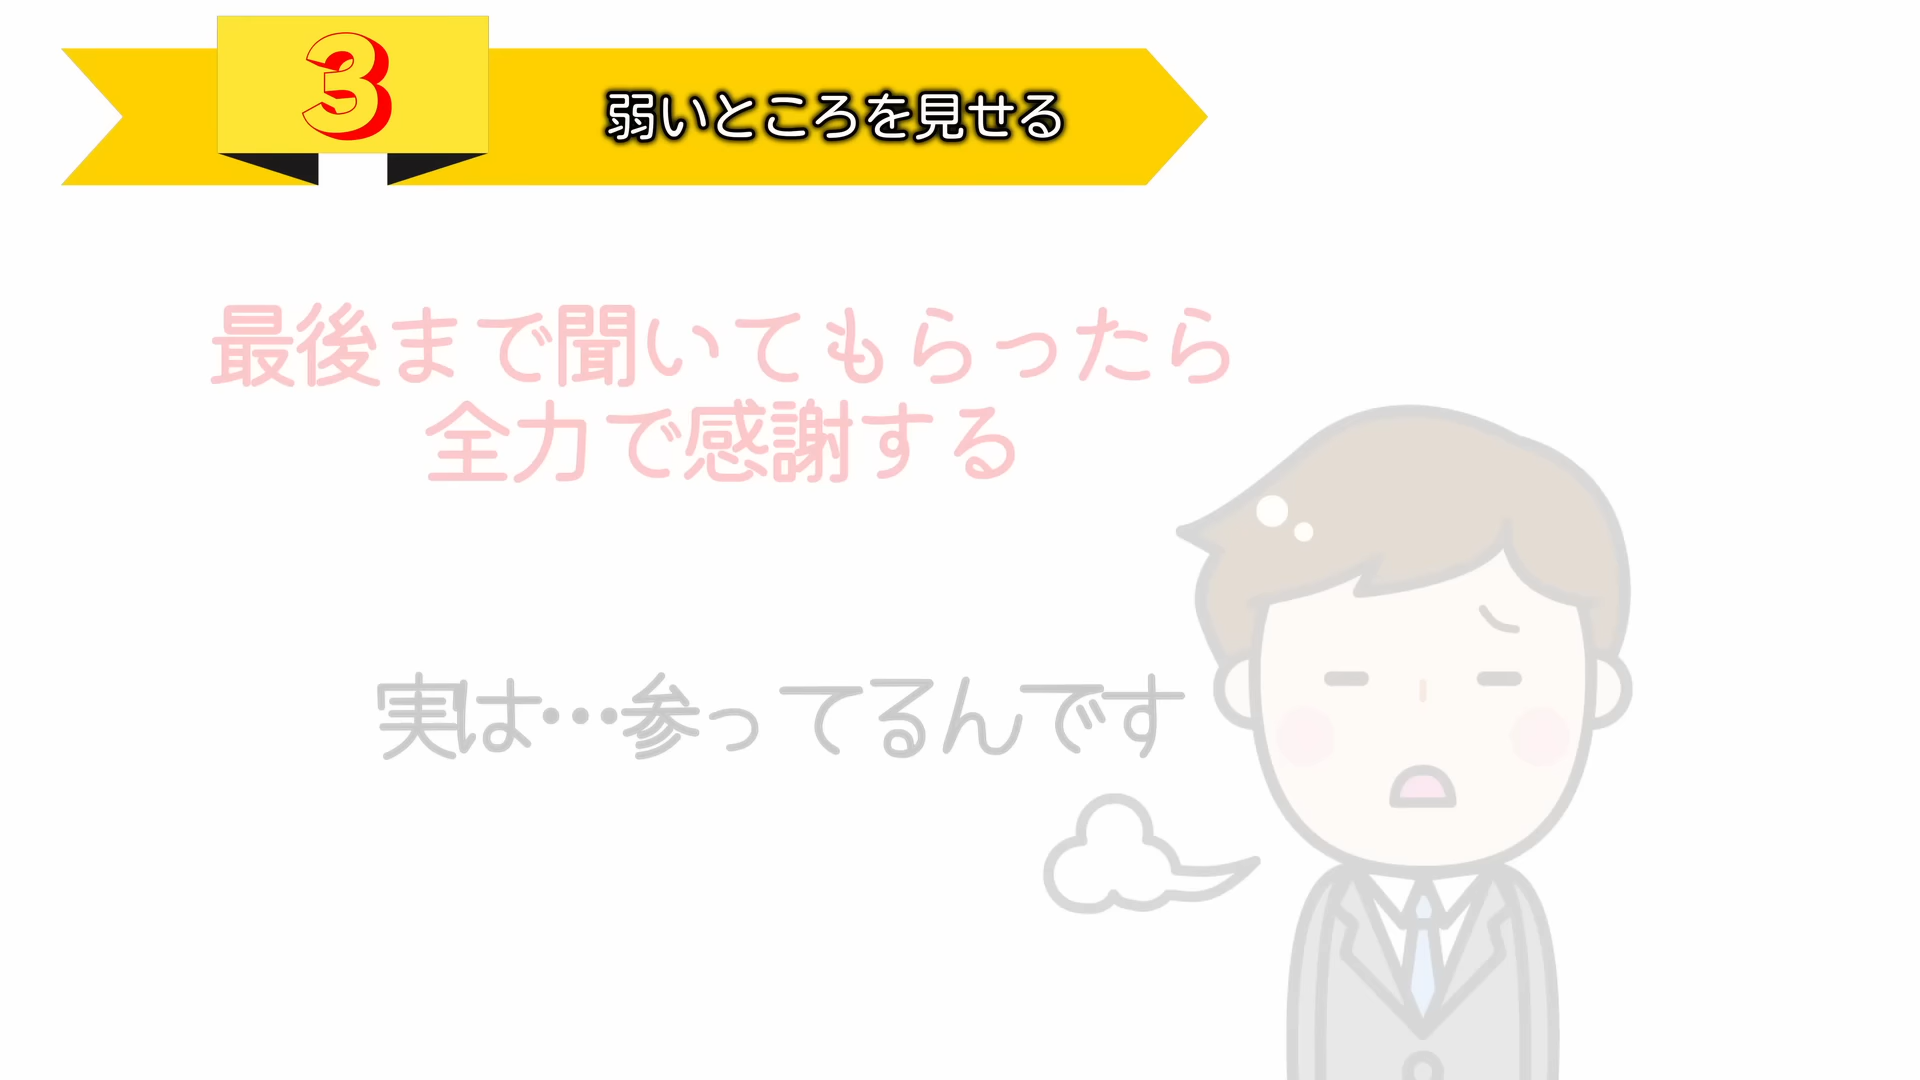 3
弱いところを見せる
最後まで聞いてもらったら
全力で感謝する
実は…参ってるんです